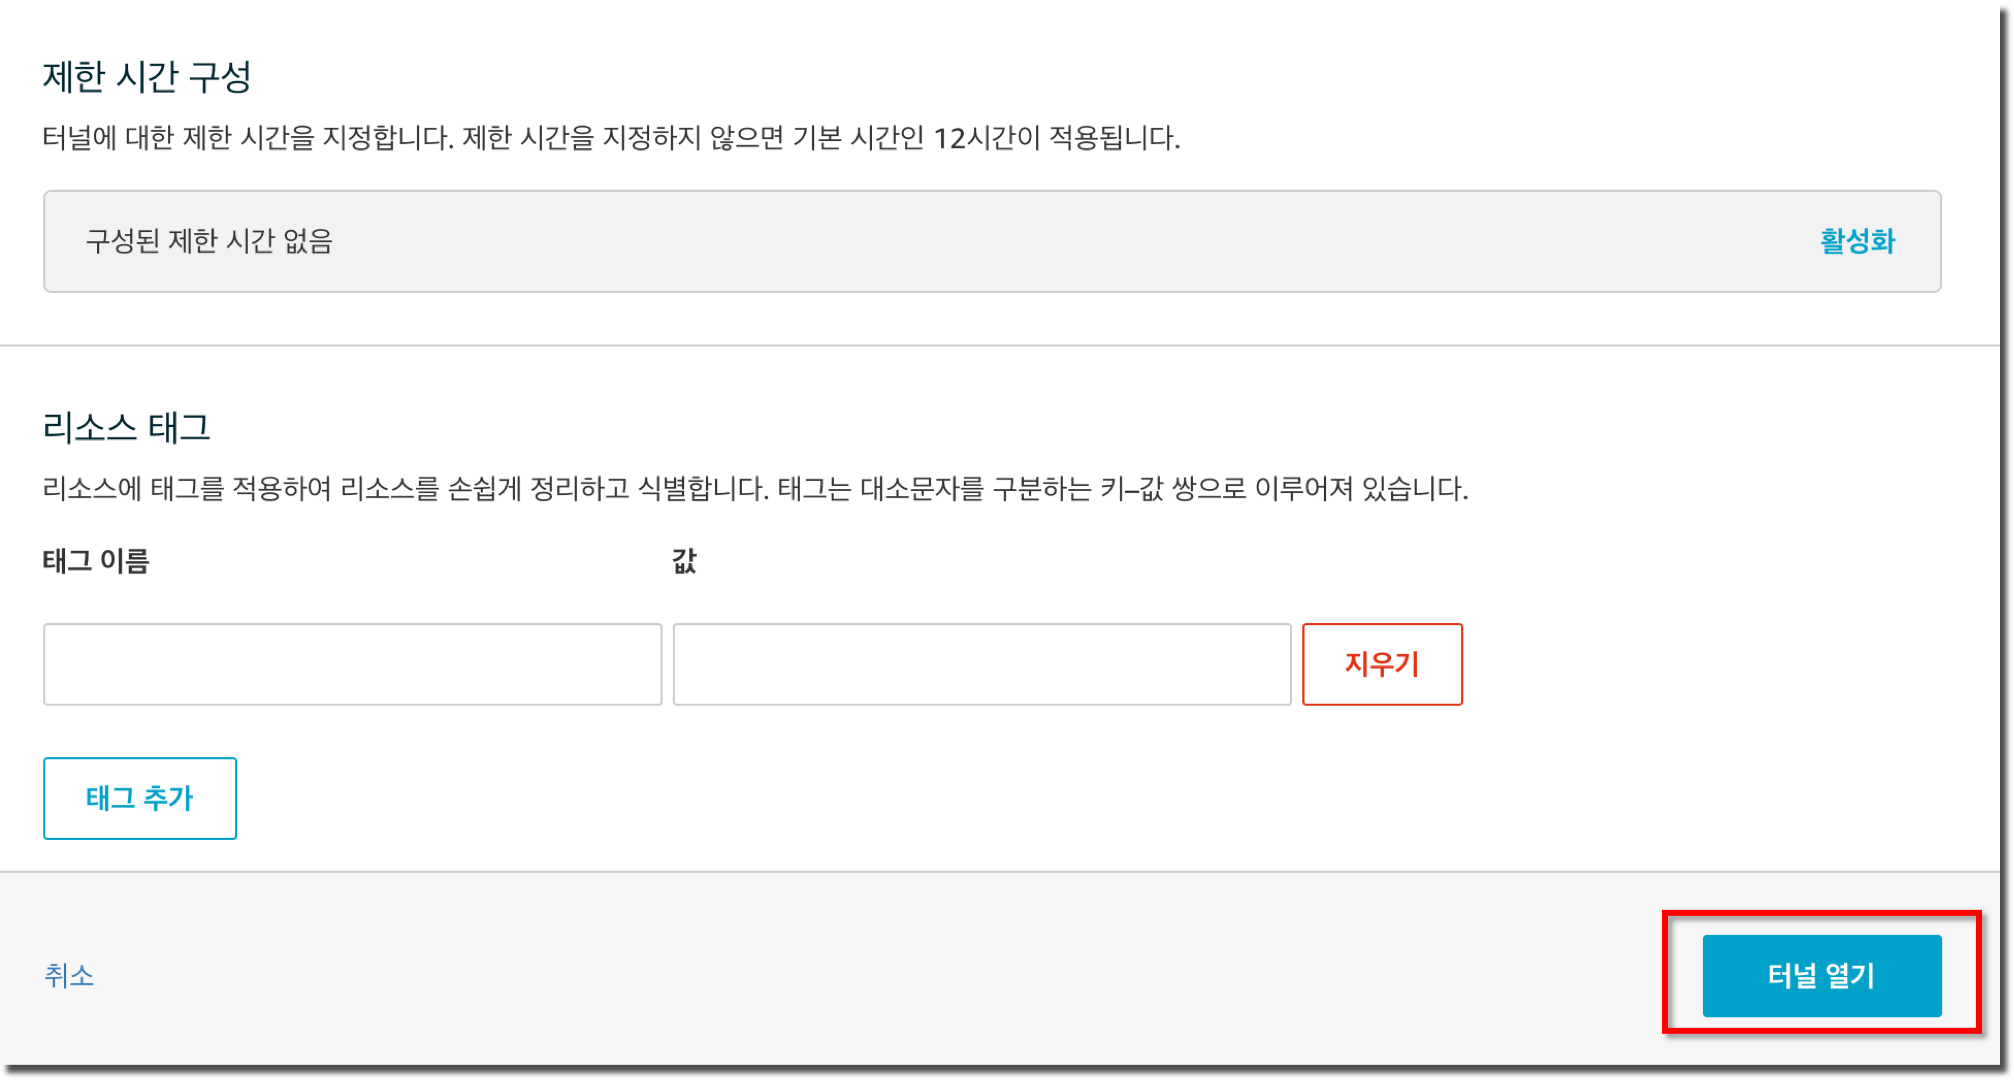 제한 시간 구성
터널에 대한 제한 시간을 지정합니다. 제한 시간을 지정하지 않으면 기본 시간인 12시간이 적용됩니다.
구성된 제한 시간 없음
활성화
리소스 태그
리소스에 태그를 적용하여 리소스를 손쉽게 정리하고 식별합니다. 태그는 대소문자를 구분하는 키–값 쌍으로 이루어져 있습니다.
태그 이름
값
지우기
태그 추가
취소
터널 열기